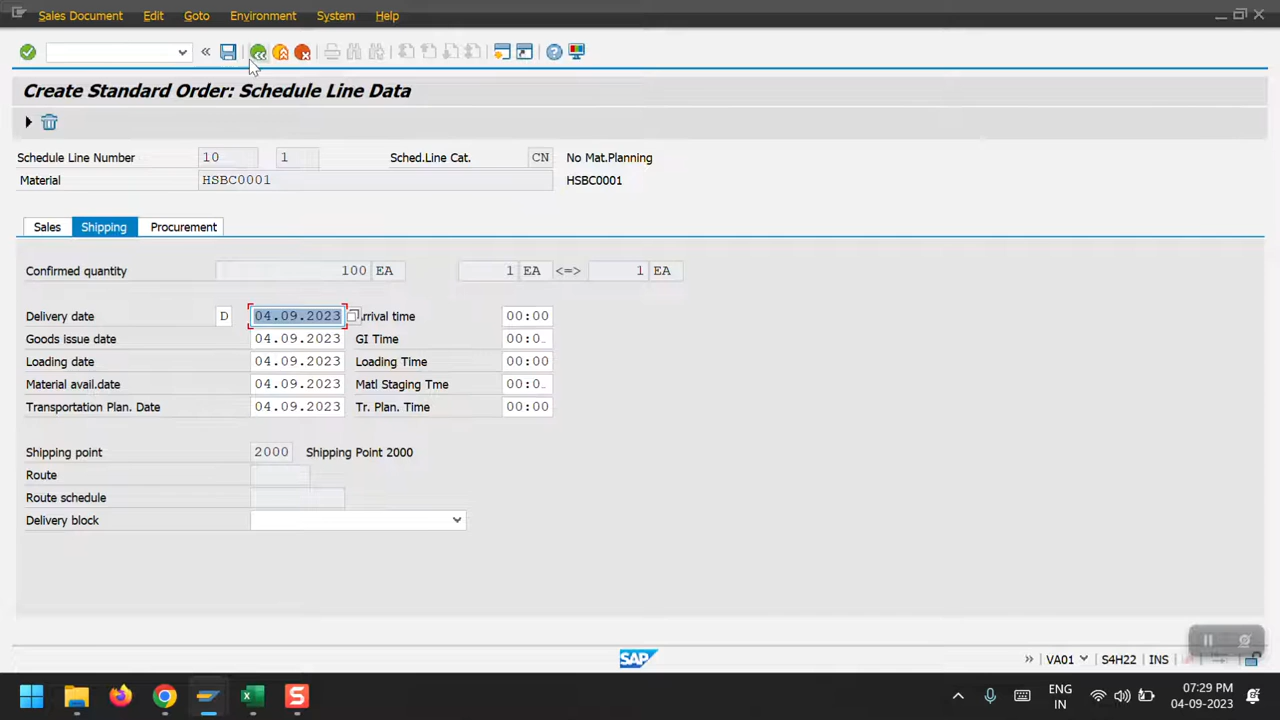 Sales Document Edit Goto Environment System Help
Create Standard Order: Schedule Line Data
Schedule Line Number 10 1 Sched.Line Cat. CN No Mat.Planning
Material HSBC0001 HSBC0001
Sales Shipping Procurement
Confirmed quantity 100 EA 1 EA <=> 1 EA
Delivery date D 04.09.2023 rrival time 00:00
Goods issue date 04.09.2023 GI Time 00:0..
Loading date 04.09.2023 Loading Time 00:00
Material avail.date 04.09.2023 Matl Staging Tme 00:0..
Transportation Plan. Date 04.09.2023 Tr. Plan. Time 00:00
Shipping point 2000 Shipping Point 2000
Route
Route schedule
Delivery block
SAP VA01 S4H22 INS
ENG 07:29 PM
IN 04-09-2023